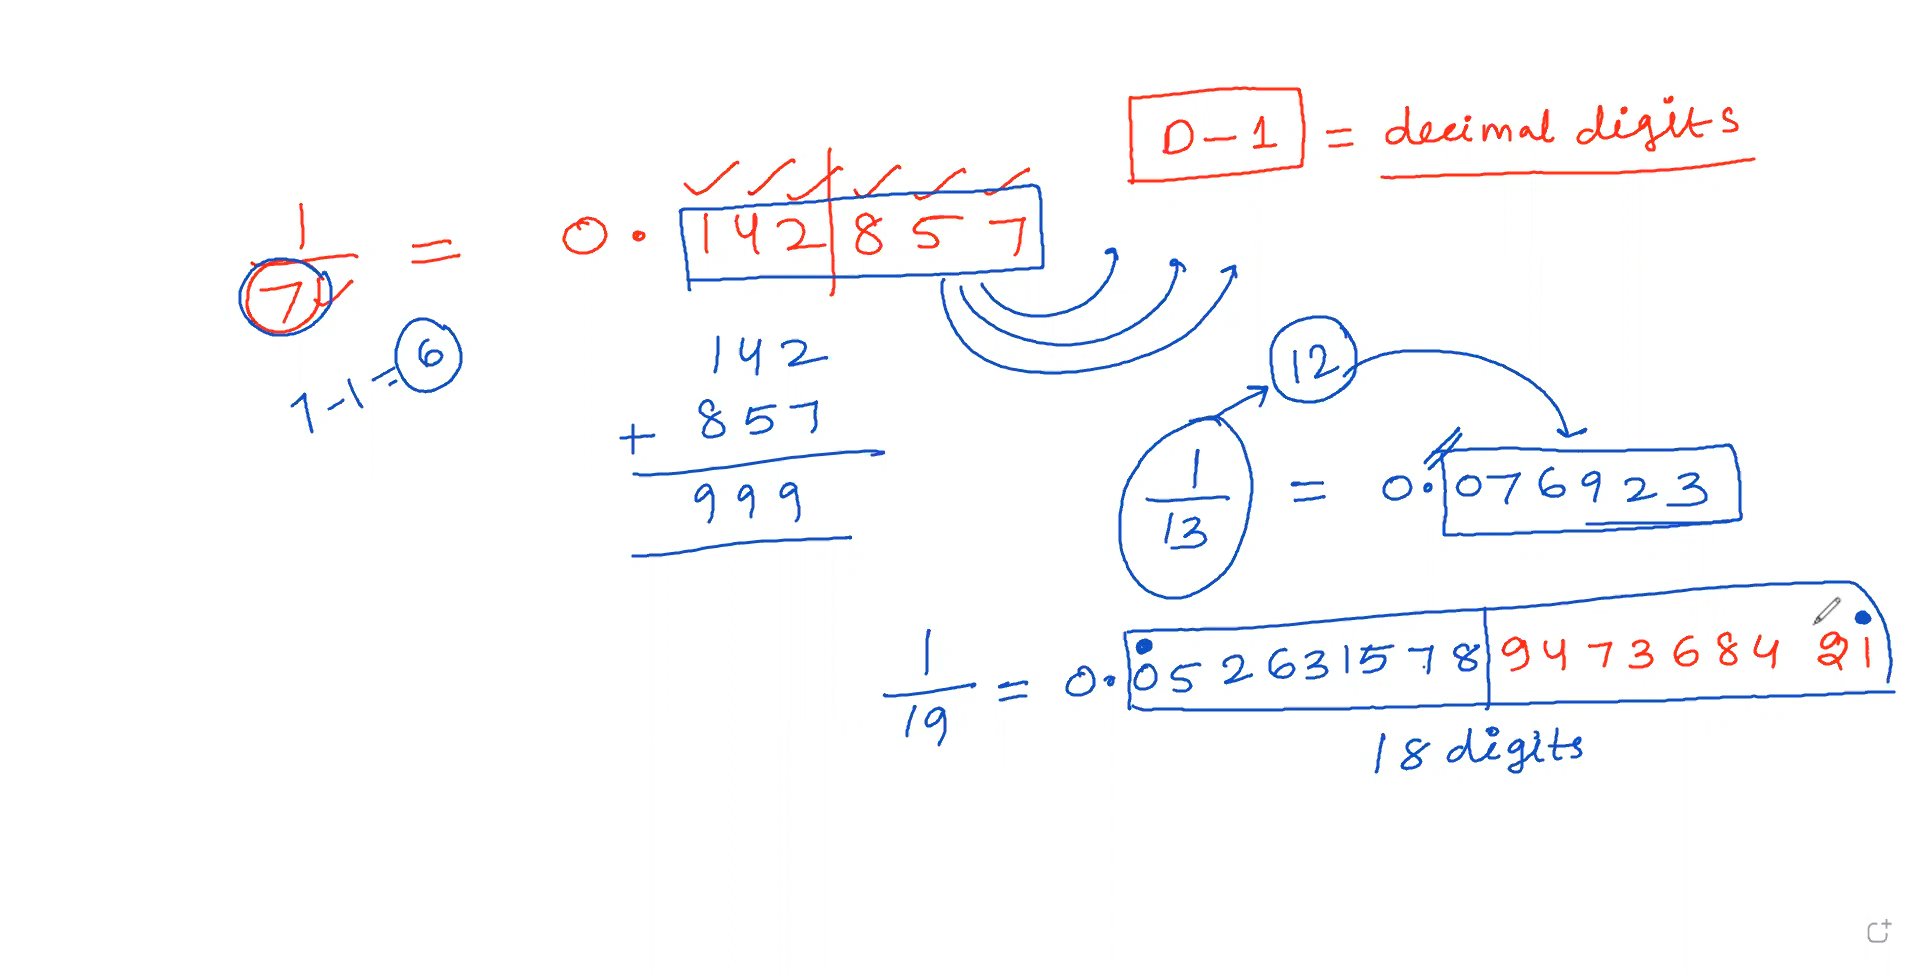 D-1 = decimal digits
1/7 = 0.142857
7-1=6
142
+ 857
999
12
1/13 = 0.076923
1/19 = 0.052631578947368421
18 digits